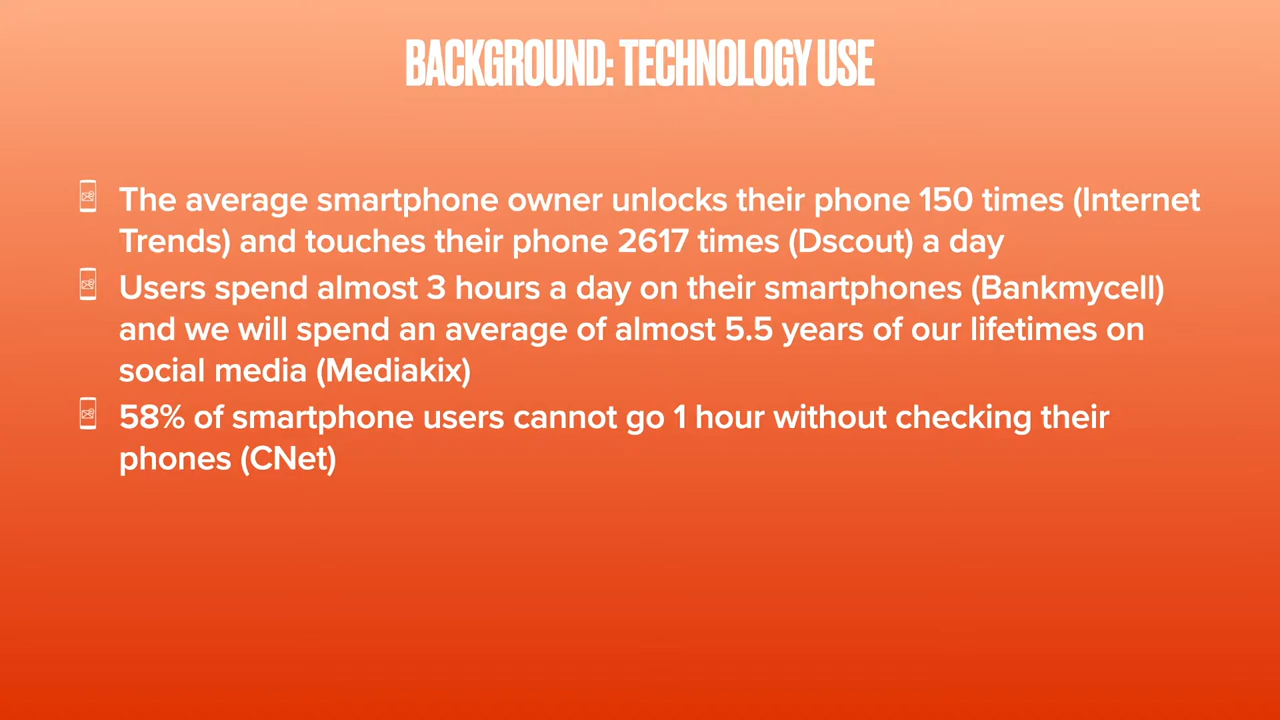 BACKGROUND: TECHNOLOGY USE
The average smartphone owner unlocks their phone 150 times (Internet
Trends) and touches their phone 2617 times (Dscout) a day
Users spend almost 3 hours a day on their smartphones (Bankmycell)
and we will spend an average of almost 5.5 years of our lifetimes on
social media (Mediakix)
58% of smartphone users cannot go 1 hour without checking their
phones (CNet)